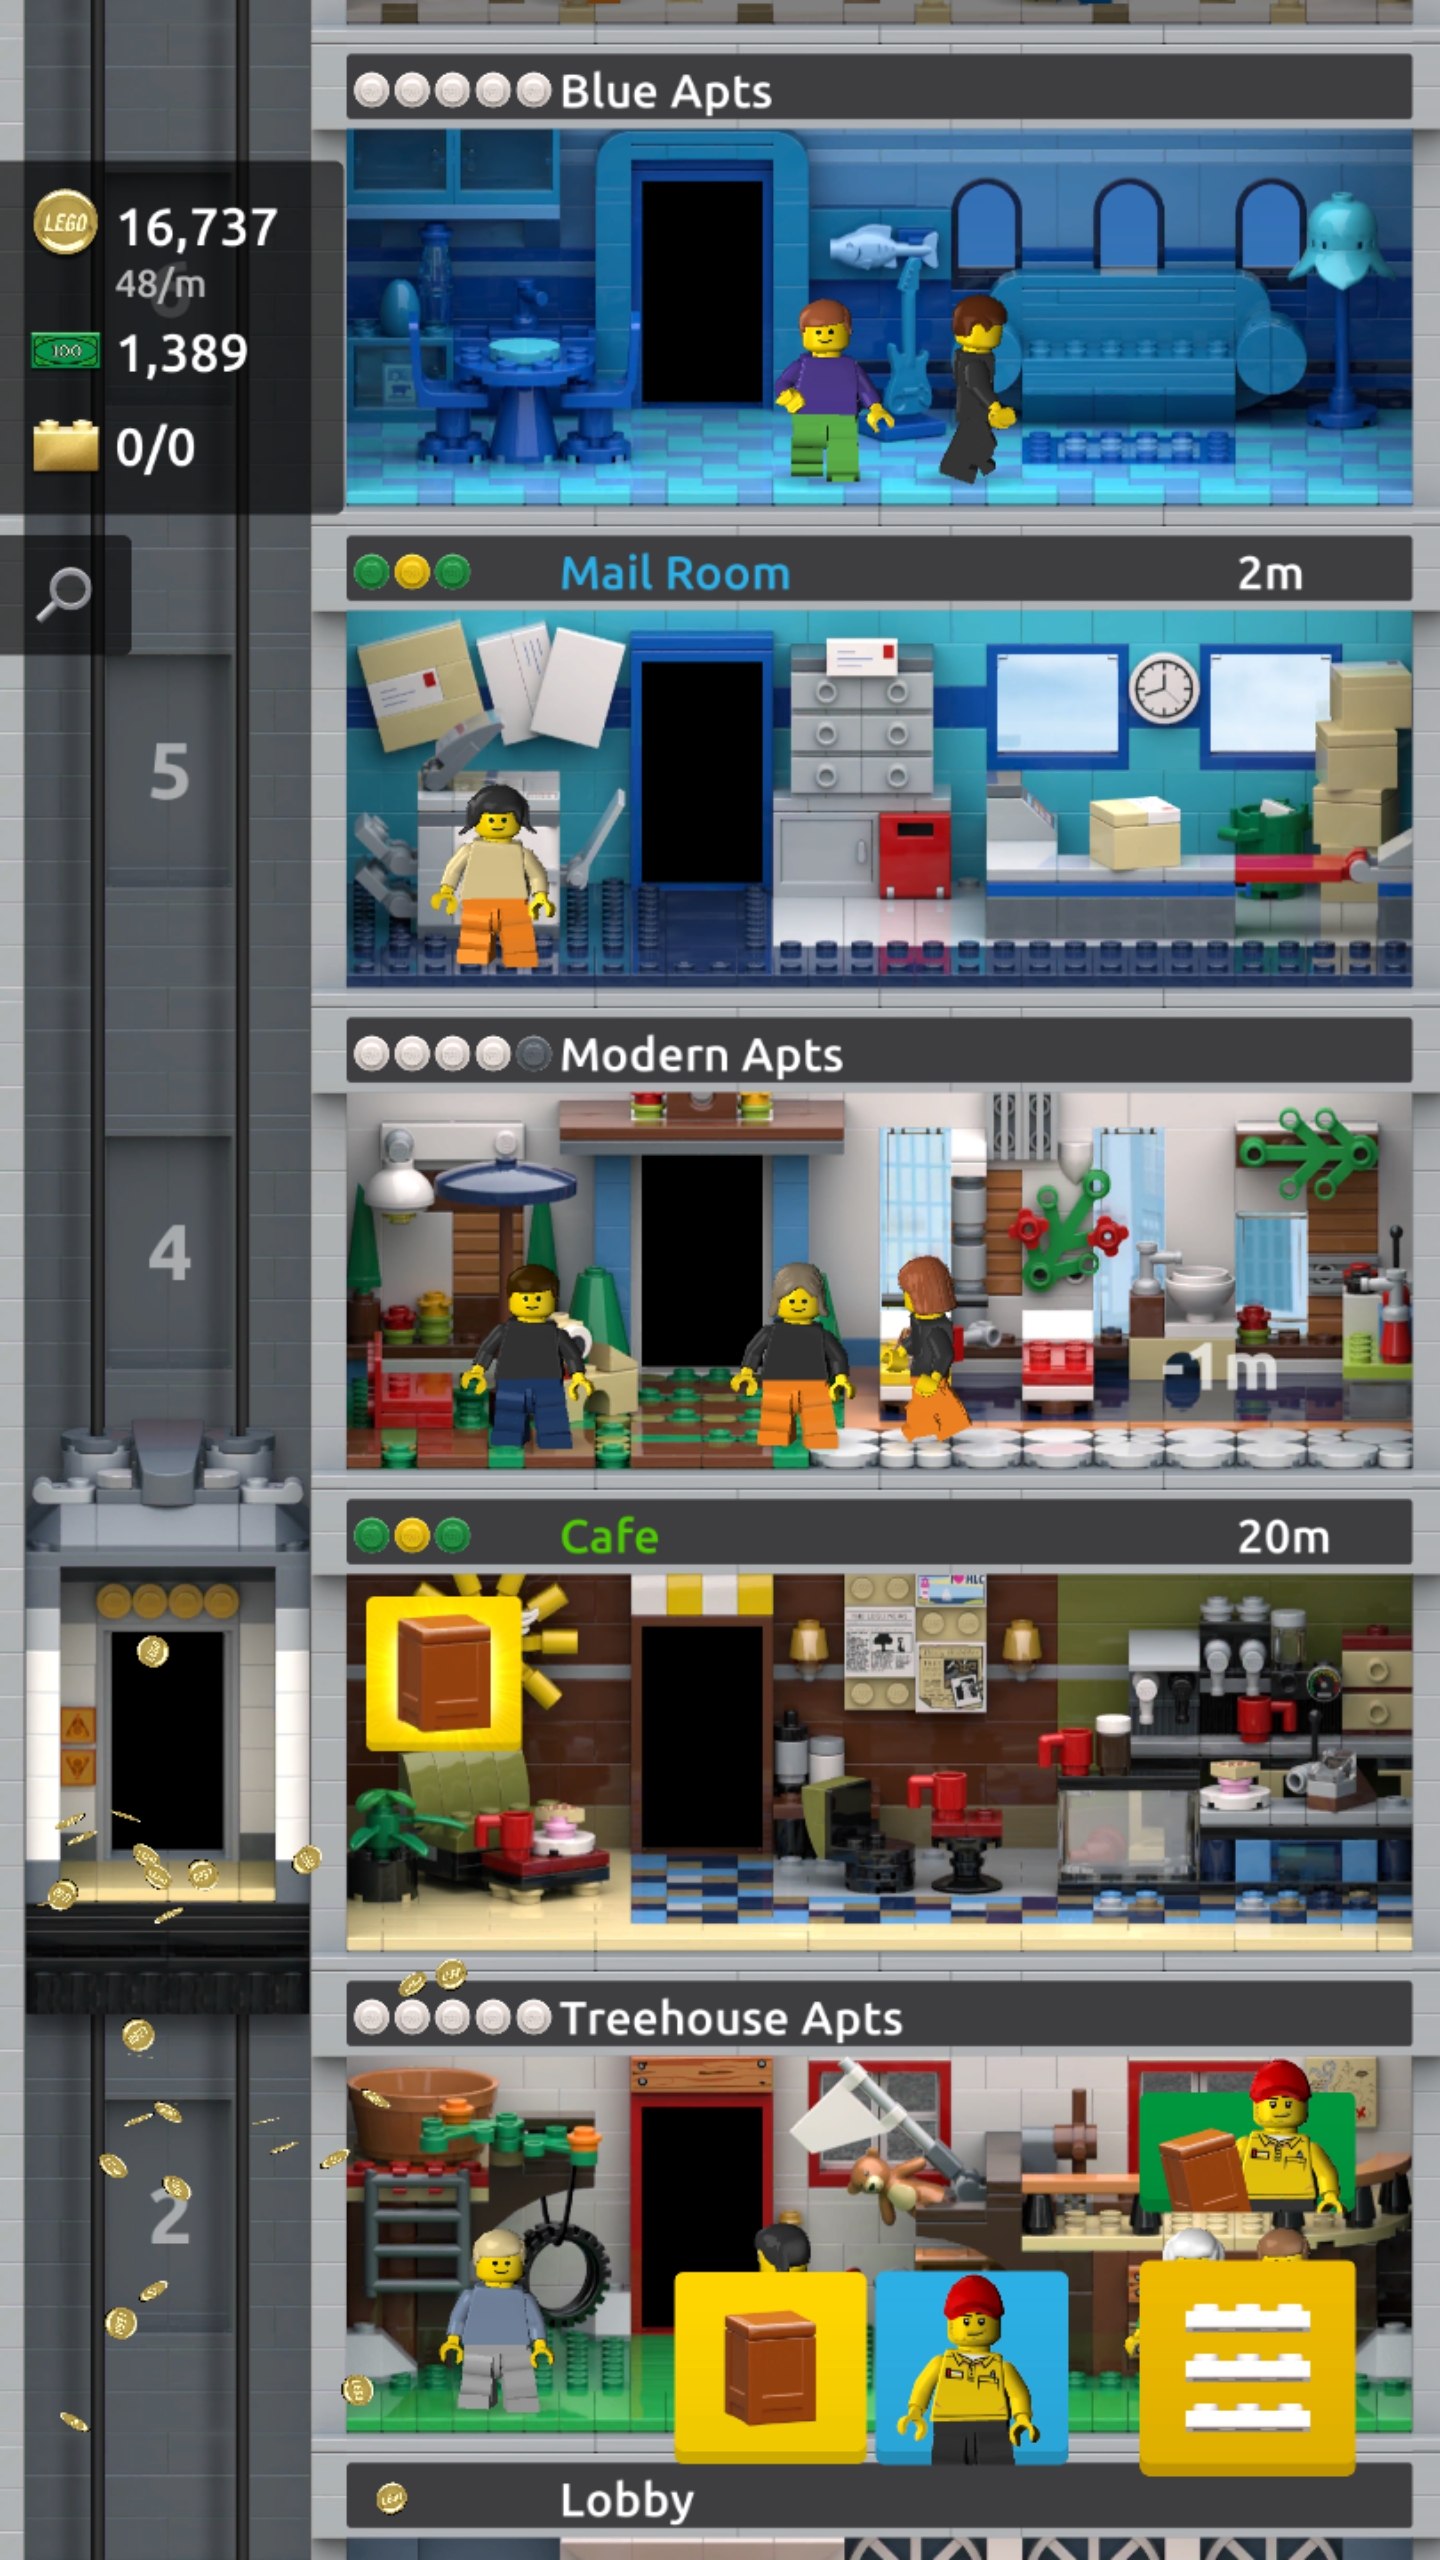 Blue Apts
LEGO 16,737
48/m
6
100 1,389
0/0
Mail Room 2m
5
Modern Apts
4
-1m
Cafe 20m
Treehouse Apts
2
Lobby